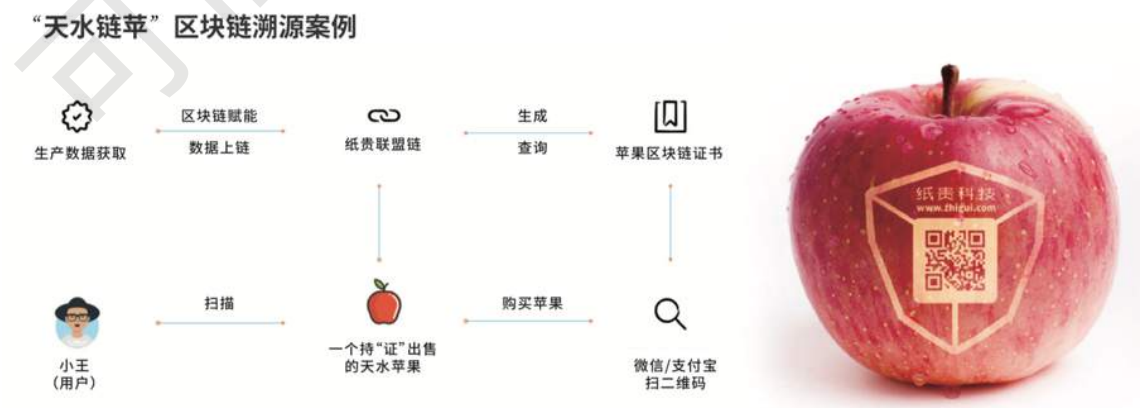 “天水链苹”区块链溯源案例
区块链赋能
生成
生产数据获取
数据上链
纸贵联盟链
查询
苹果区块链证书
纸贵科技
www.zhigui.com
扫描
购买苹果
小王
（用户）
一个持“证”出售
的天水苹果
微信/支付宝
扫二维码